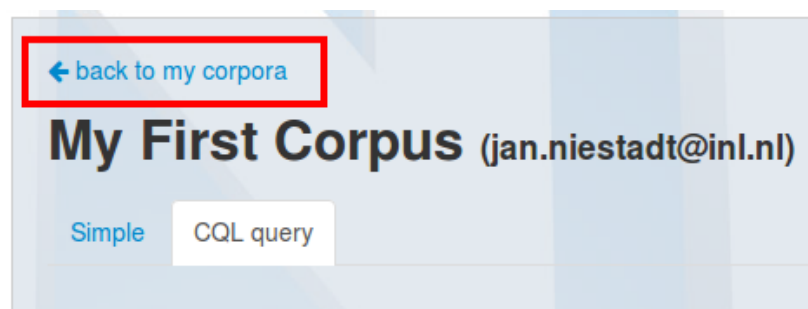 ← back to my corpora
My First Corpus (jan.niestadt@inl.nl)
Simple CQL query